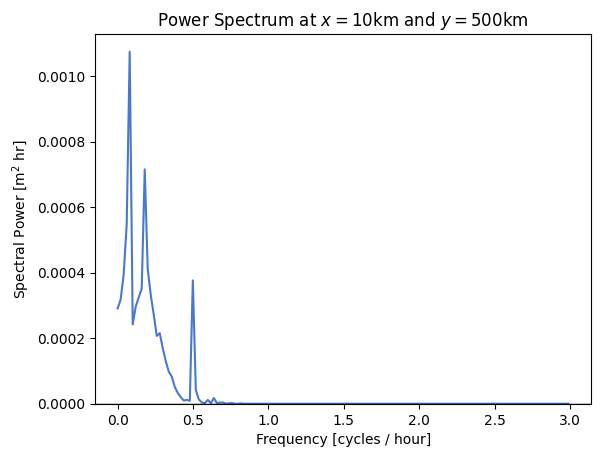 Power Spectrum at x = 10km and y = 500km
Spectral Power [m² hr]
0.0010
0.0008
0.0006
0.0004
0.0002
0.0000
0.0 0.5 1.0 1.5 2.0 2.5 3.0
Frequency [cycles / hour]